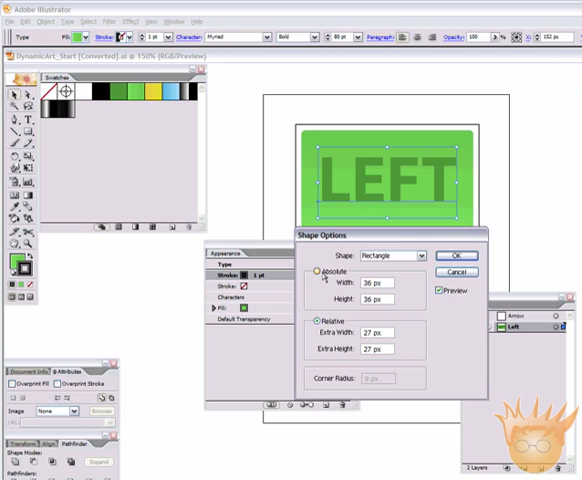 Adobe Illustrator
File Edit Object Type Select Filter Effect View Window Help
Type Fill: Stroke: 1 pt Character: Myriad Bold 80 pt Paragraph: Opacity: 100 % X: 152 px
DynamicArt_Start [Converted].ai @ 150% (RGB/Preview)
Swatches
LEFT
Shape Options
Shape: Rectangle OK
Absolute Cancel
Width: 36 px Preview
Height: 36 px
Relative
Extra Width: 27 px
Extra Height: 27 px
Corner Radius: 9 px
Appearance
Type
Stroke: 1 pt
Stroke:
Characters
Fill:
Default Transparency
Arrow
Left
2 Layers
Document Info Attributes
Overprint Fill Overprint Stroke
Image: None Browser
URL:
Transform Align Pathfinder
Shape Modes:
Expand
Pathfinders: